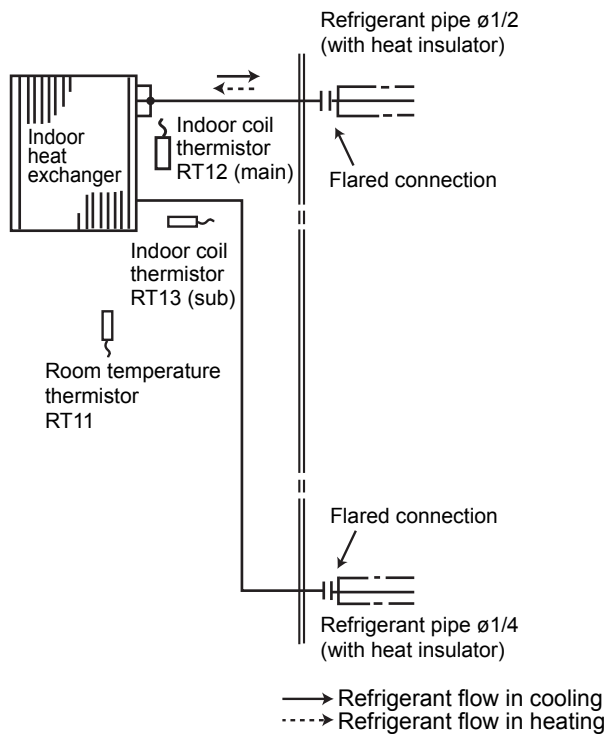 Refrigerant pipe ø1/2
(with heat insulator)
Indoor
heat
exchanger
Indoor coil
thermistor
RT12 (main)
Flared connection
Indoor coil
thermistor
RT13 (sub)
Room temperature
thermistor
RT11
Flared connection
Refrigerant pipe ø1/4
(with heat insulator)
Refrigerant flow in cooling
Refrigerant flow in heating